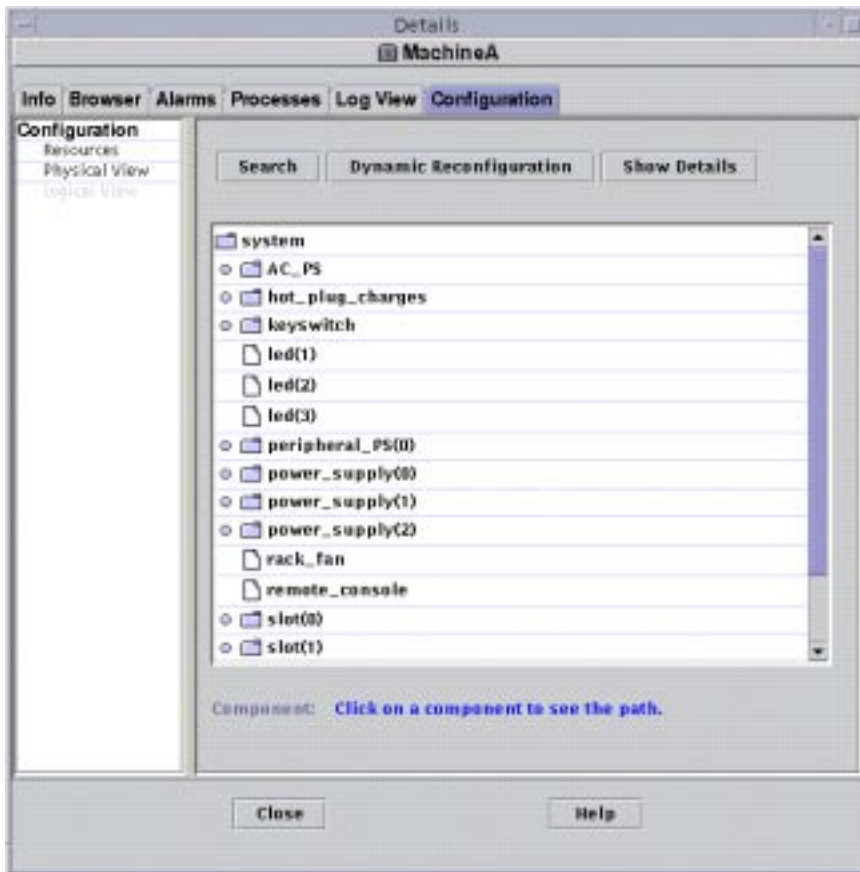 Details
MachineA
Info Browser Alarms Processes Log View Configuration
Configuration
Resources
Physical View
Logical View
Search Dynamic Reconfiguration Show Details
system
AC_PS
hot_plug_charges
keyswitch
led(1)
led(2)
led(3)
peripheral_PS(0)
power_supply(0)
power_supply(1)
power_supply(2)
rack_fan
remote_console
slot(0)
slot(1)
Component: Click on a component to see the path.
Close Help